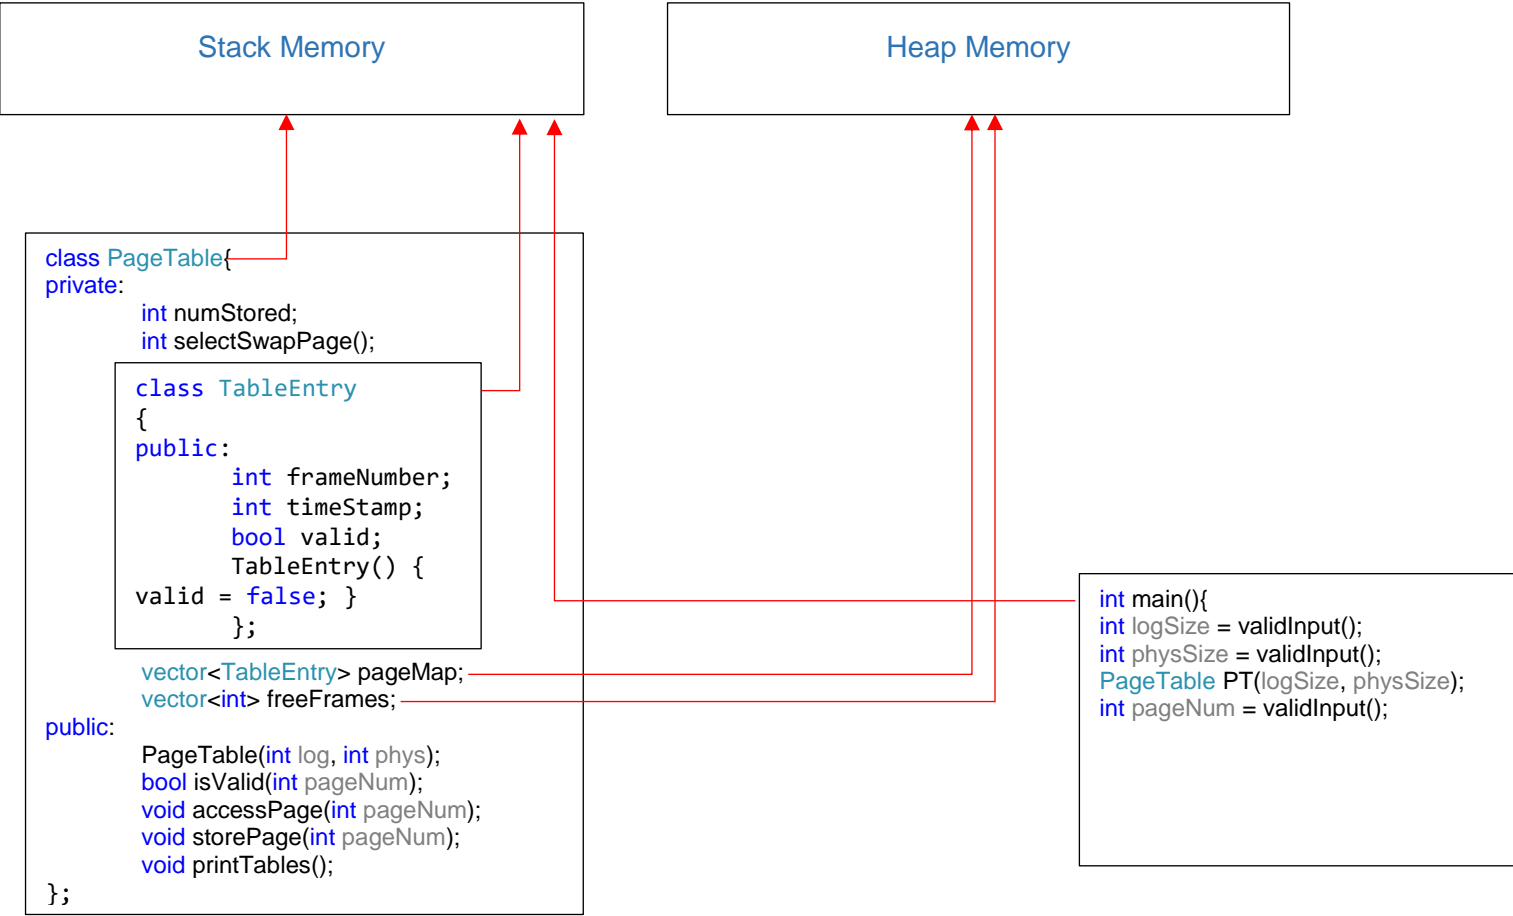 Stack Memory
Heap Memory
class PageTable{
private:
int numStored;
int selectSwapPage();
class TableEntry
{
public:
int frameNumber;
int timeStamp;
bool valid;
TableEntry() {
valid = false; }
};
vector<TableEntry> pageMap;
vector<int> freeFrames;
public:
PageTable(int log, int phys);
bool isValid(int pageNum);
void accessPage(int pageNum);
void storePage(int pageNum);
void printTables();
};
int main(){
int logSize = validInput();
int physSize = validInput();
PageTable PT(logSize, physSize);
int pageNum = validInput();